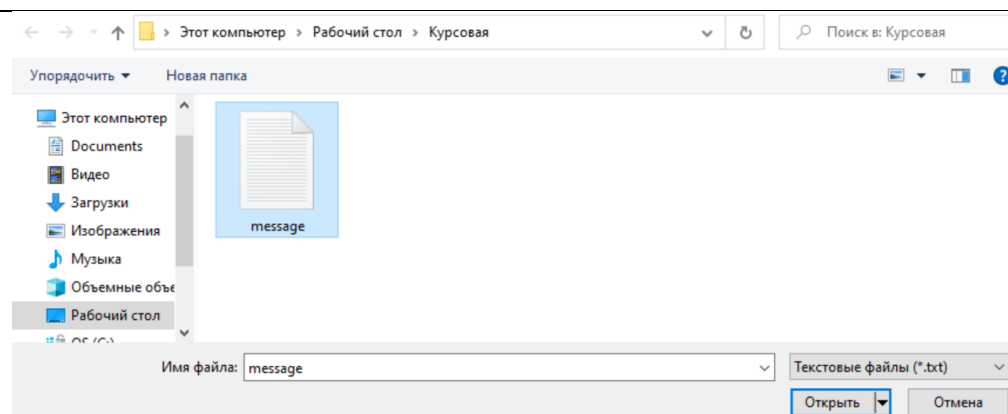 Этот компьютер › Рабочий стол › Курсовая
Поиск в: Курсовая
Упорядочить
Новая папка
Этот компьютер
Documents
Видео
Загрузки
Изображения
Музыка
Объемные объе
Рабочий стол
OS (C:)
message
Имя файла: message
Текстовые файлы (*.txt)
Открыть
Отмена